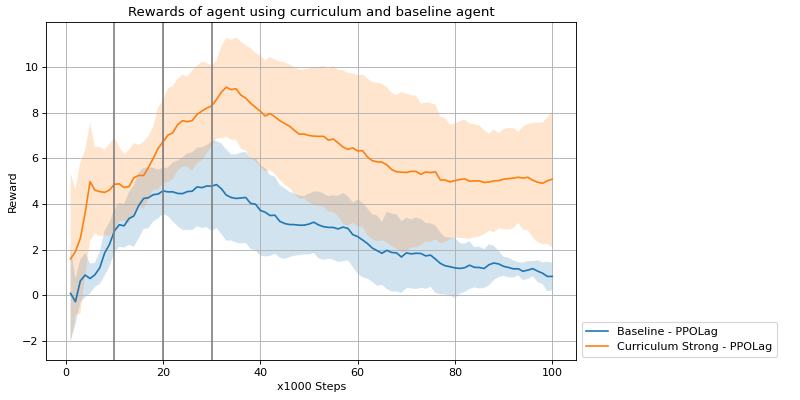 Rewards of agent using curriculum and baseline agent
Reward
10
8
6
4
2
0
−2
0 20 40 60 80 100
x1000 Steps
Baseline - PPOLag
Curriculum Strong - PPOLag